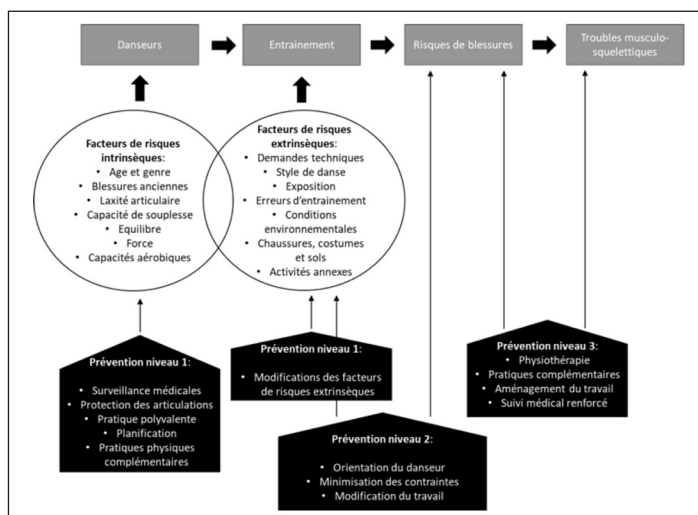 Danseurs
Entrainement
Risques de blessures
Troubles musculo-
squelettiques
Facteurs de risques
intrinsèques:
• Age et genre
• Blessures anciennes
• Laxité articulaire
• Capacité de souplesse
• Equilibre
• Force
• Capacités aérobiques
Facteurs de risques
extrinsèques:
• Demandes techniques
• Style de danse
• Exposition
• Erreurs d'entrainement
• Conditions
environnementales
• Chaussures, costumes
et sols
• Activités annexes
Prévention niveau 1:
• Surveillance médicales
• Protection des articulations
• Pratique polyvalente
• Planification
• Pratiques physiques
complémentaires
Prévention niveau 1:
• Modifications des facteurs
de risques extrinsèques
Prévention niveau 2:
• Orientation du danseur
• Minimisation des contraintes
• Modification du travail
Prévention niveau 3:
• Physiothérapie
• Pratiques complémentaires
• Aménagement du travail
• Suivi médical renforcé